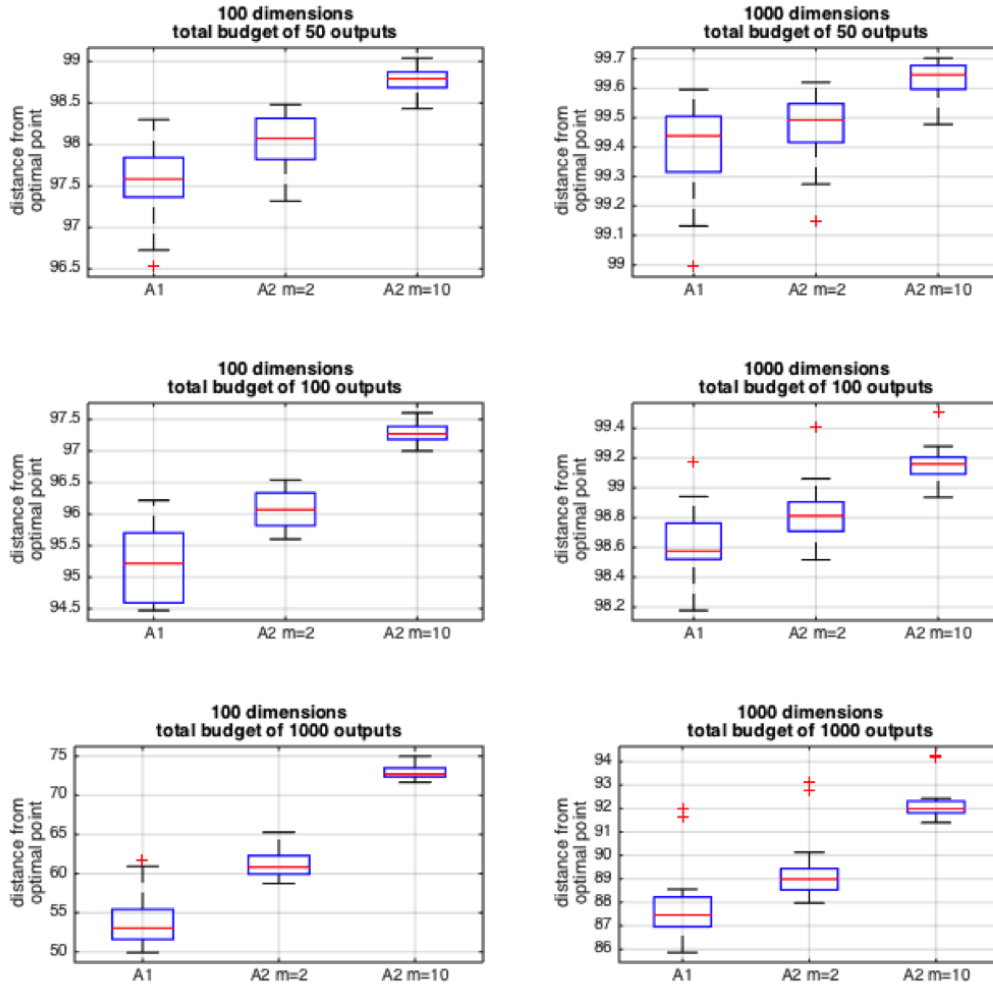 100 dimensions
total budget of 50 outputs
distance from
optimal point
99
98.5
98
97.5
97
96.5
A1
A2 m=2
A2 m=10
1000 dimensions
total budget of 50 outputs
distance from
optimal point
99.7
99.6
99.5
99.4
99.3
99.2
99.1
99
A1
A2 m=2
A2 m=10
100 dimensions
total budget of 100 outputs
distance from
optimal point
97.5
97
96.5
96
95.5
95
94.5
A1
A2 m=2
A2 m=10
1000 dimensions
total budget of 100 outputs
distance from
optimal point
99.4
99.2
99
98.8
98.6
98.4
98.2
A1
A2 m=2
A2 m=10
100 dimensions
total budget of 1000 outputs
distance from
optimal point
75
70
65
60
55
50
A1
A2 m=2
A2 m=10
1000 dimensions
total budget of 1000 outputs
distance from
optimal point
94
93
92
91
90
89
88
87
86
A1
A2 m=2
A2 m=10